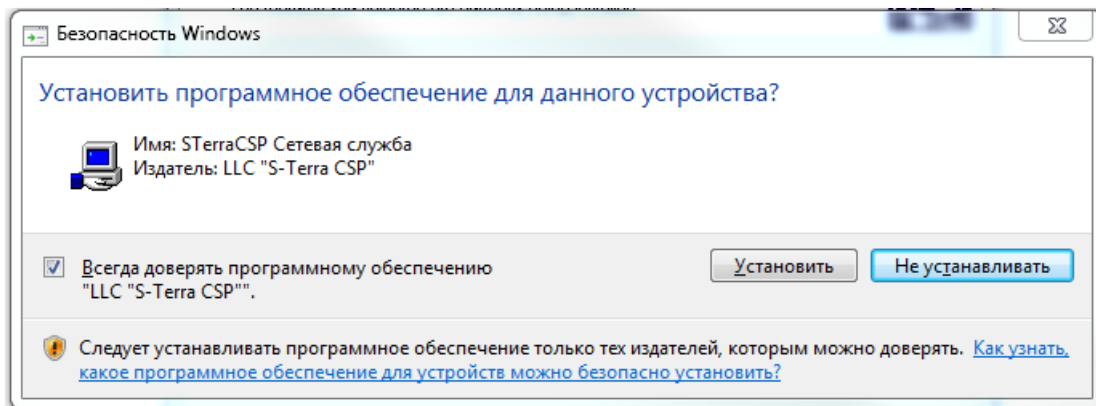 Безопасность Windows
Установить программное обеспечение для данного устройства?
Имя: STerraCSP Сетевая служба
Издатель: LLC "S-Terra CSP"
Всегда доверять программному обеспечению
"LLC "S-Terra CSP"".
Установить
Не устанавливать
Следует устанавливать программное обеспечение только тех издателей, которым можно доверять. Как узнать,
какое программное обеспечение для устройств можно безопасно установить?